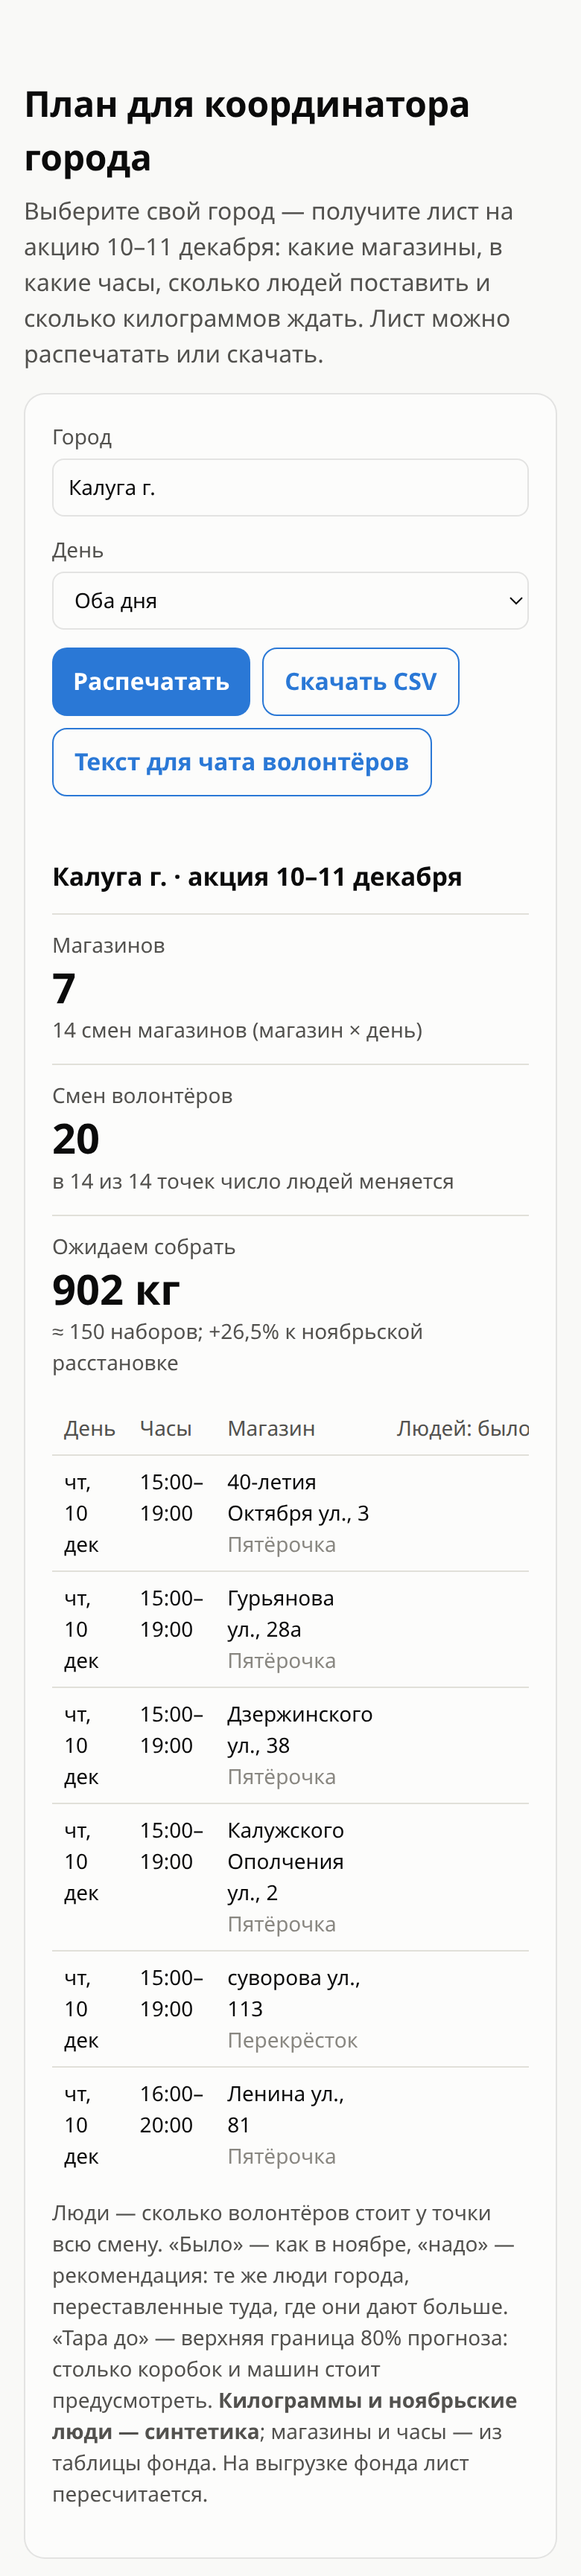 План для координатора
города
Выберите свой город — получите лист на
акцию 10–11 декабря: какие магазины, в
какие часы, сколько людей поставить и
сколько килограммов ждать. Лист можно
распечатать или скачать.
Город
Калуга г.
День
Оба дня
Распечатать
Скачать CSV
Текст для чата волонтёров
Калуга г. · акция 10–11 декабря
Магазинов
7
14 смен магазинов (магазин × день)
Смен волонтёров
20
в 14 из 14 точек число людей меняется
Ожидаем собрать
902 кг
≈ 150 наборов; +26,5% к ноябрьской
расстановке
День Часы Магазин Людей: было
чт, 15:00– 40-летия
10 19:00 Октября ул., 3
дек Пятёрочка
чт, 15:00– Гурьянова
10 19:00 ул., 28а
дек Пятёрочка
чт, 15:00– Дзержинского
10 19:00 ул., 38
дек Пятёрочка
чт, 15:00– Калужского
10 19:00 Ополчения
дек ул., 2
Пятёрочка
чт, 15:00– суворова ул.,
10 19:00 113
дек Перекрёсток
чт, 16:00– Ленина ул.,
10 20:00 81
дек Пятёрочка
Люди — сколько волонтёров стоит у точки
всю смену. «Было» — как в ноябре, «надо» —
рекомендация: те же люди города,
переставленные туда, где они дают больше.
«Тара до» — верхняя граница 80% прогноза:
столько коробок и машин стоит
предусмотреть. Килограммы и ноябрьские
люди — синтетика; магазины и часы — из
таблицы фонда. На выгрузке фонда лист
пересчитается.